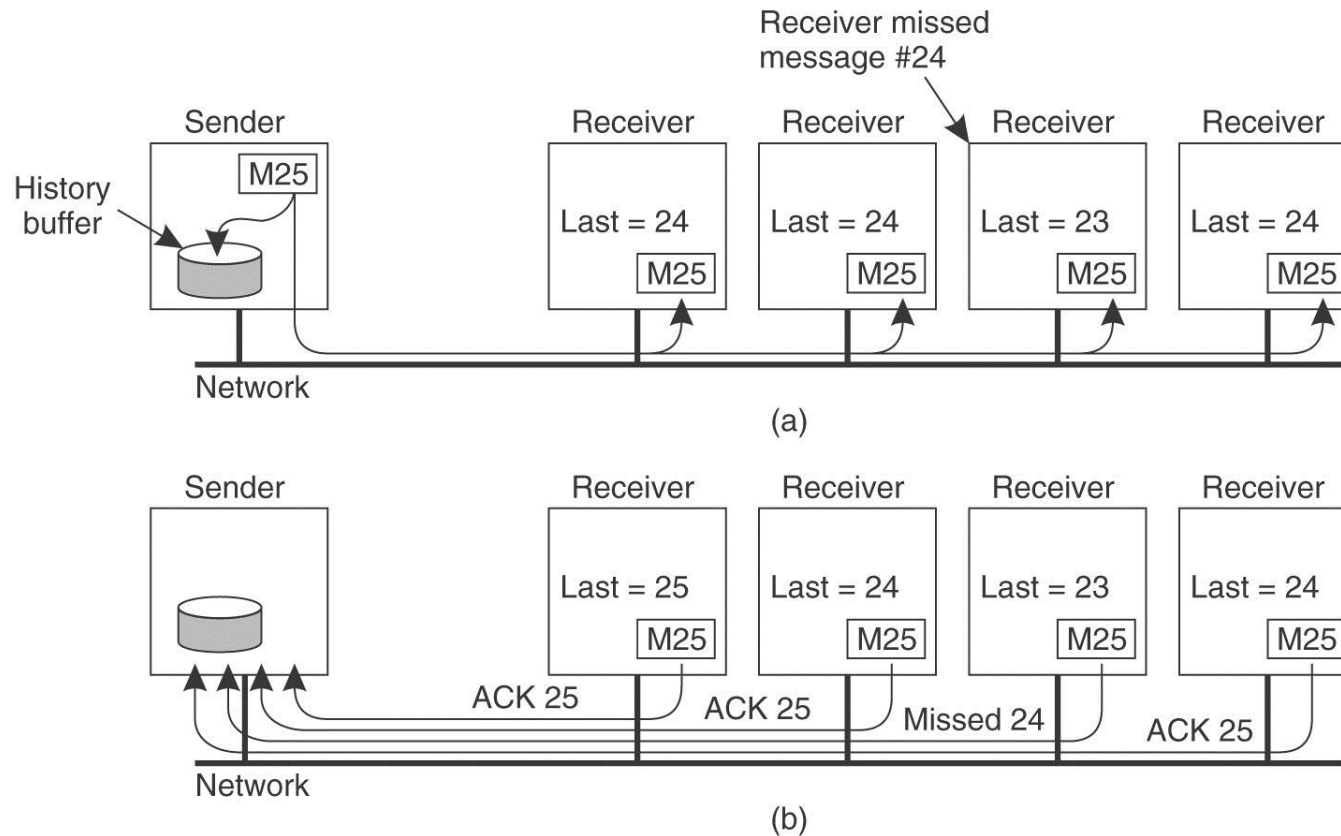 Receiver missed
message #24
Sender
Receiver
Receiver
Receiver
Receiver
History
buffer
M25
Last = 24
Last = 24
Last = 23
Last = 24
M25
M25
M25
M25
Network
(a)
Sender
Receiver
Receiver
Receiver
Receiver
Last = 25
Last = 24
Last = 23
Last = 24
M25
M25
M25
M25
ACK 25
ACK 25
Missed 24
ACK 25
Network
(b)